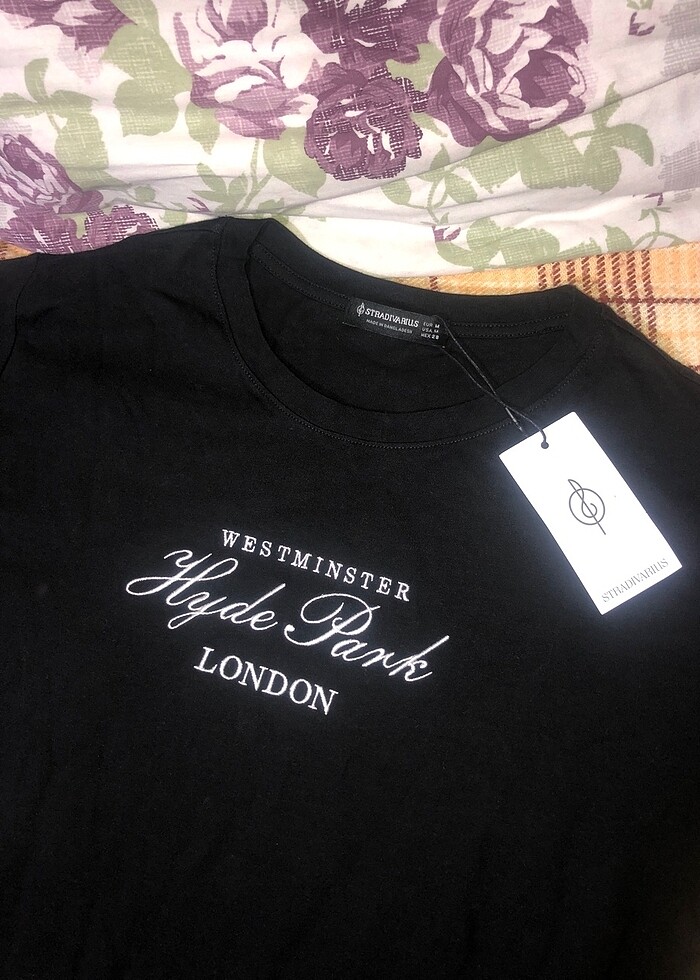 STRADIVARIUS
MADE IN BANGLADESH
EUR M
USA M
MEX 28
WESTMINSTER
Hyde Park
LONDON
STRADIVARIUS